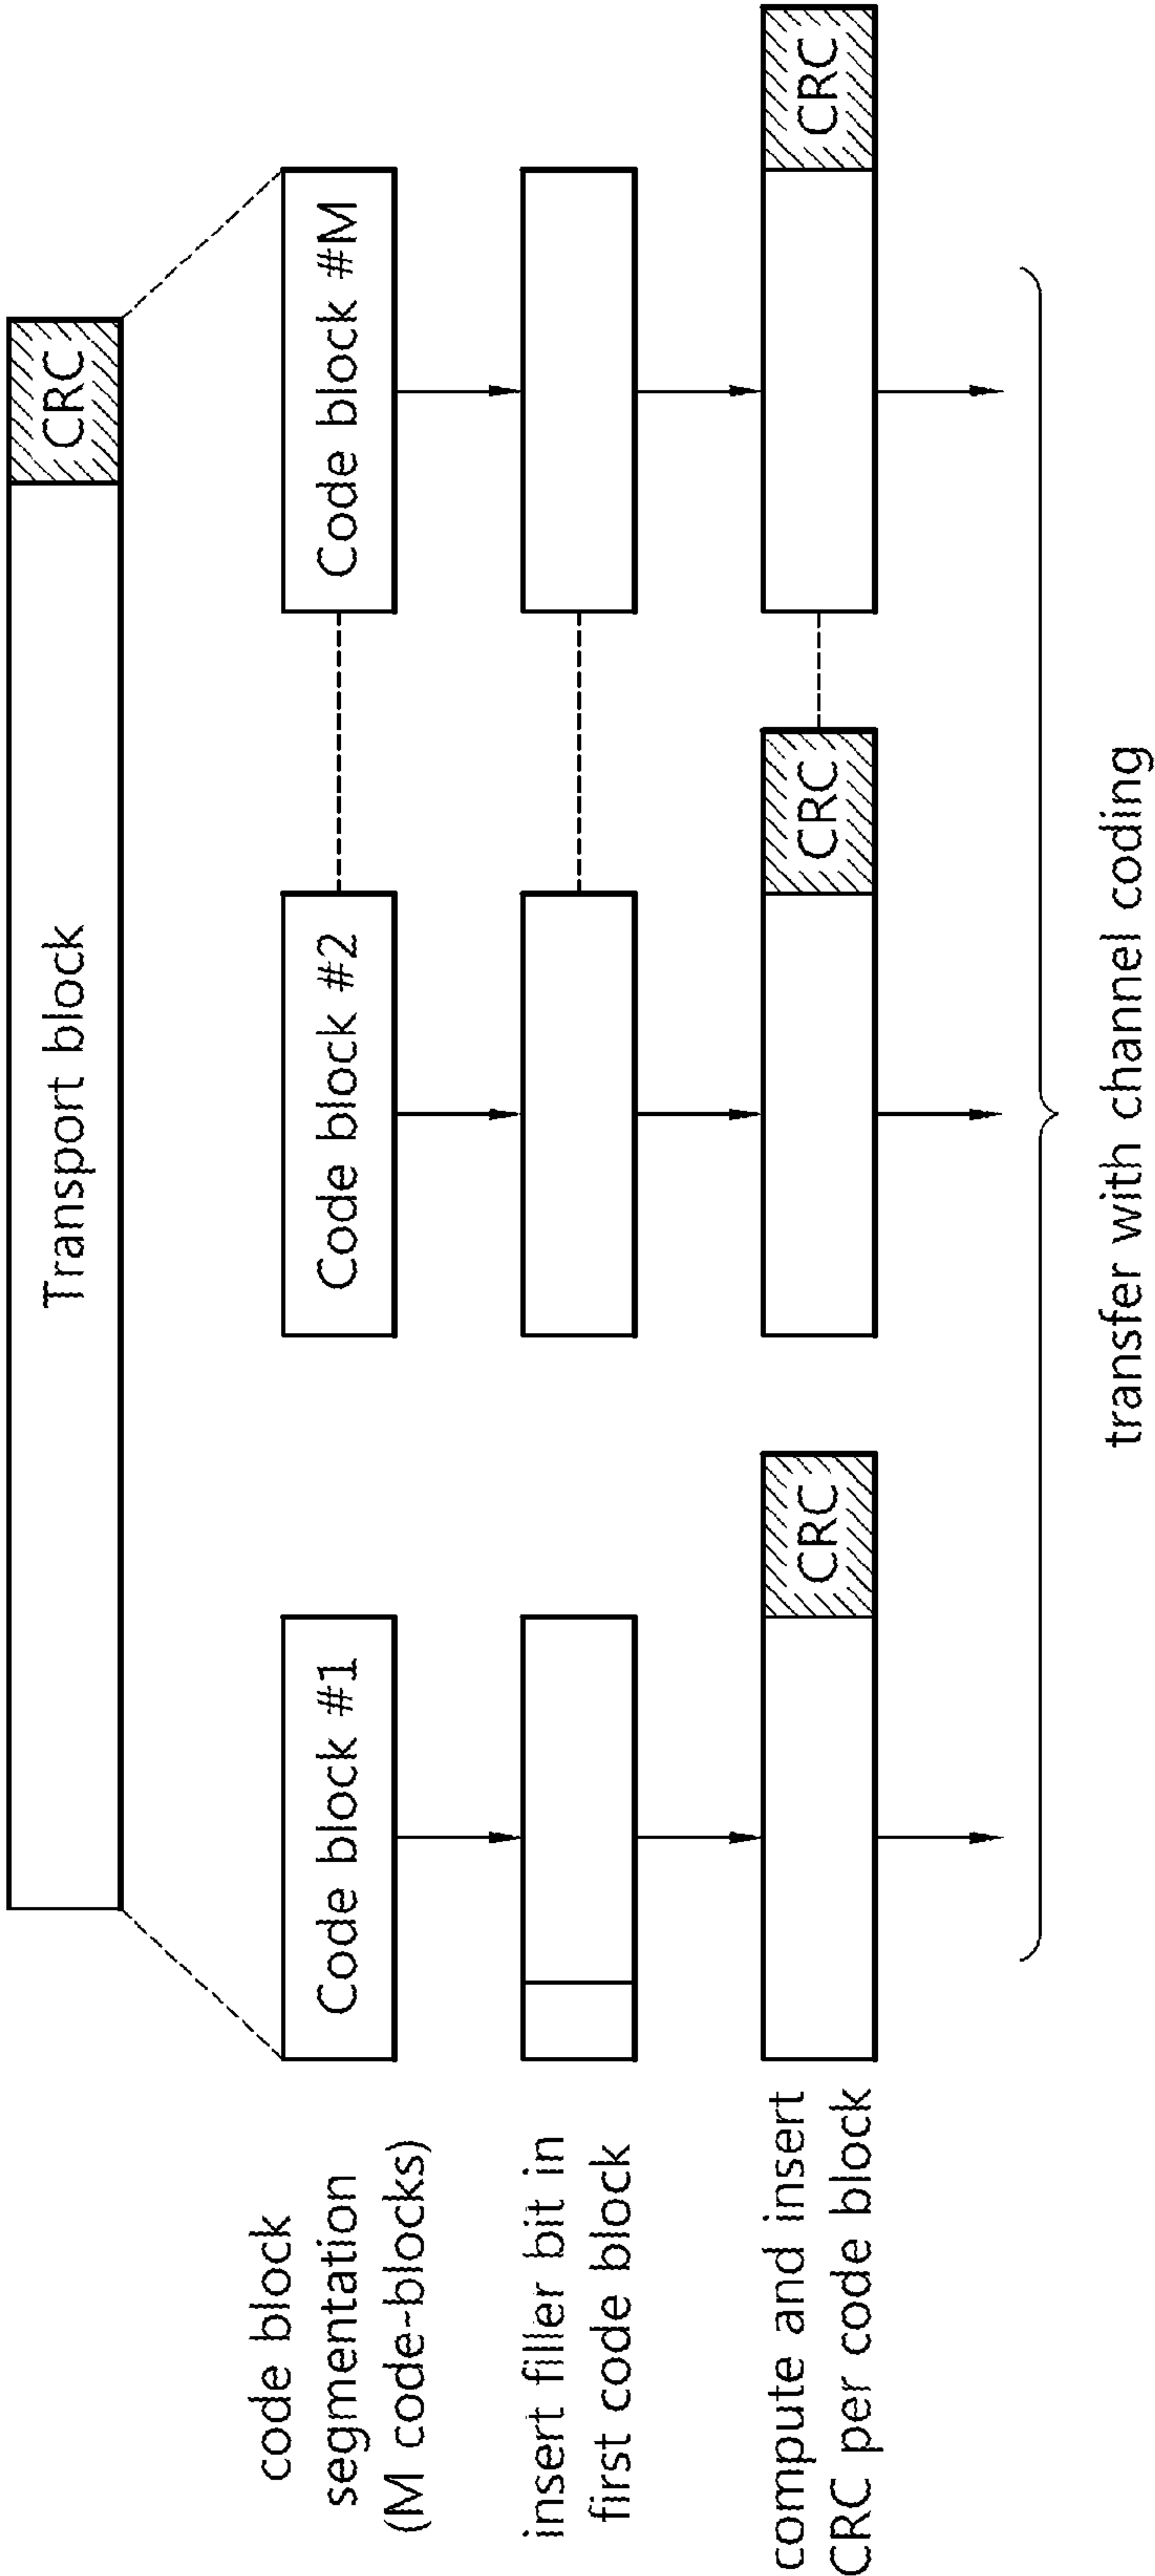 Transport block
CRC
code block
segmentation
(M code-blocks)
Code block #1
Code block #2
Code block #M
insert filler bit in
first code block
compute and insert
CRC per code block
CRC
CRC
CRC
transfer with channel coding